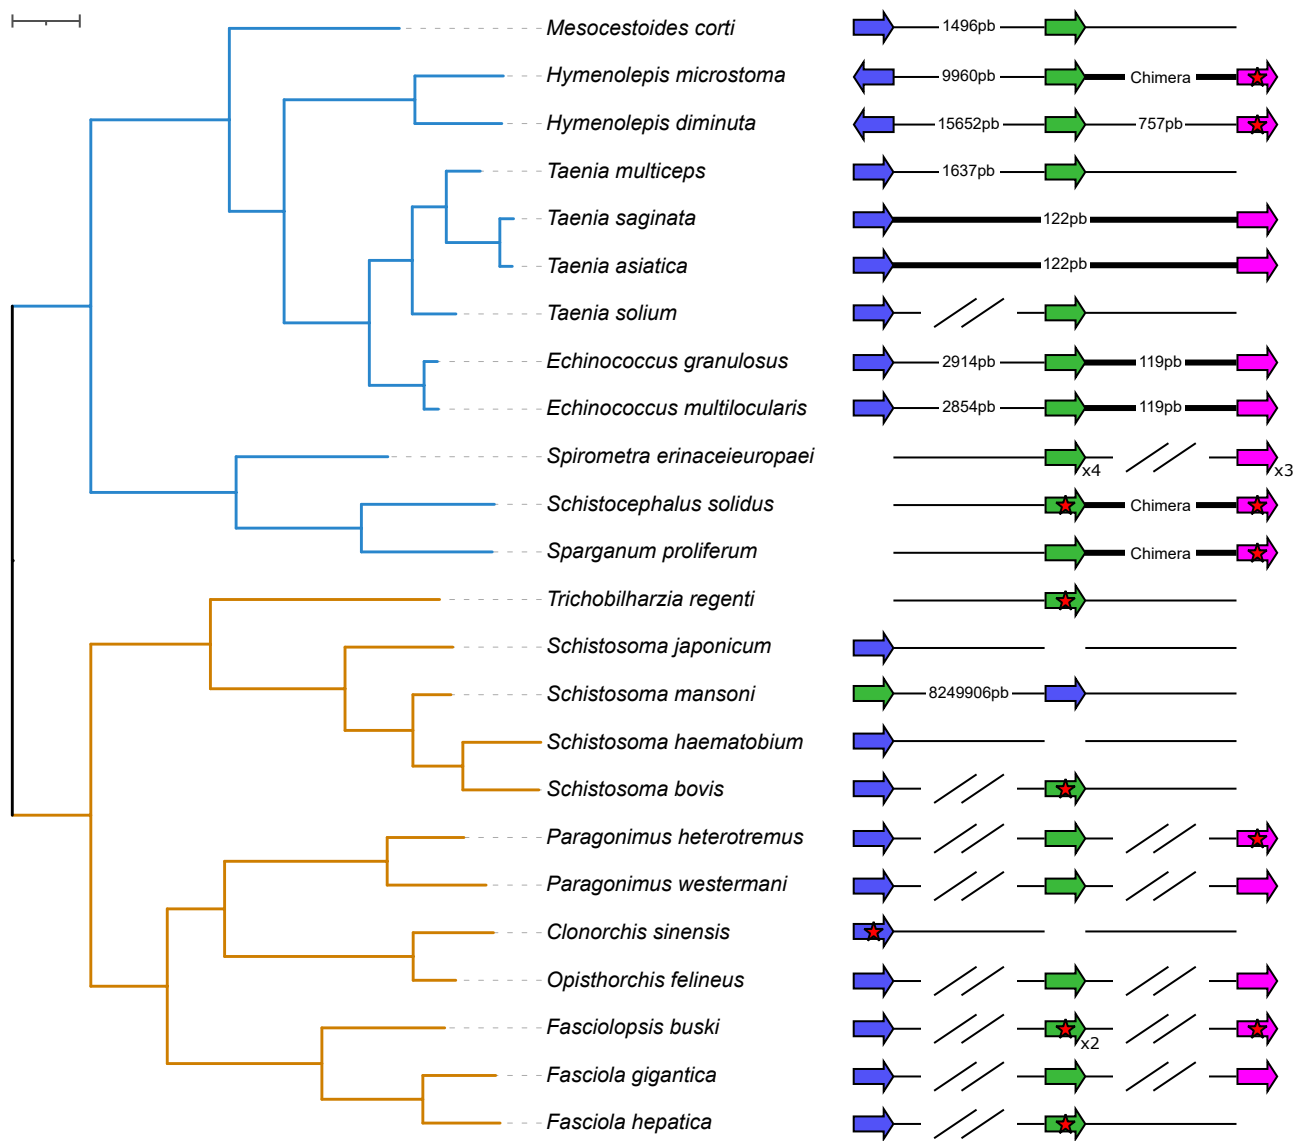 Mesocestoides corti 1496pb
Hymenolepis microstoma 9960pb Chimera
Hymenolepis diminuta 15652pb 757pb
Taenia multiceps 1637pb
Taenia saginata 122pb
Taenia asiatica 122pb
Taenia solium
Echinococcus granulosus 2914pb 119pb
Echinococcus multilocularis 2854pb 119pb
Spirometra erinaceieuropaei x4 x3
Schistocephalus solidus Chimera
Sparganum proliferum Chimera
Trichobilharzia regenti
Schistosoma japonicum
Schistosoma mansoni 8249906pb
Schistosoma haematobium
Schistosoma bovis
Paragonimus heterotremus
Paragonimus westermani
Clonorchis sinensis
Opisthorchis felineus
Fasciolopsis buski x2
Fasciola gigantica
Fasciola hepatica